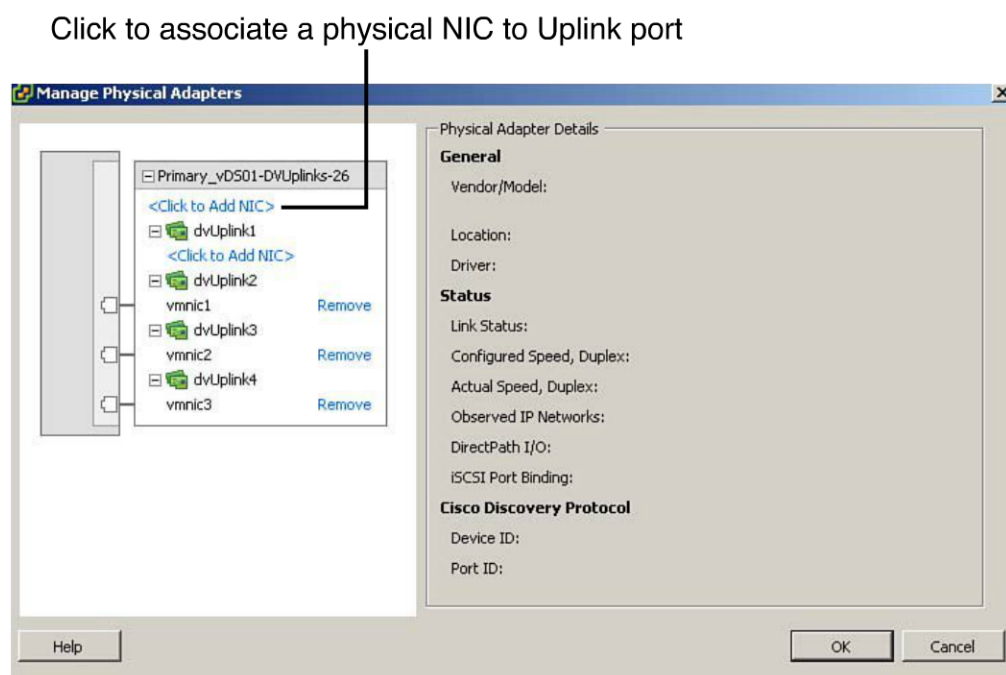 Click to associate a physical NIC to Uplink port
Manage Physical Adapters
Primary_vDS01-DVUplinks-26
<Click to Add NIC>
dvUplink1
<Click to Add NIC>
dvUplink2
vmnic1 Remove
dvUplink3
vmnic2 Remove
dvUplink4
vmnic3 Remove
Physical Adapter Details
General
Vendor/Model:
Location:
Driver:
Status
Link Status:
Configured Speed, Duplex:
Actual Speed, Duplex:
Observed IP Networks:
DirectPath I/O:
iSCSI Port Binding:
Cisco Discovery Protocol
Device ID:
Port ID:
Help
OK
Cancel